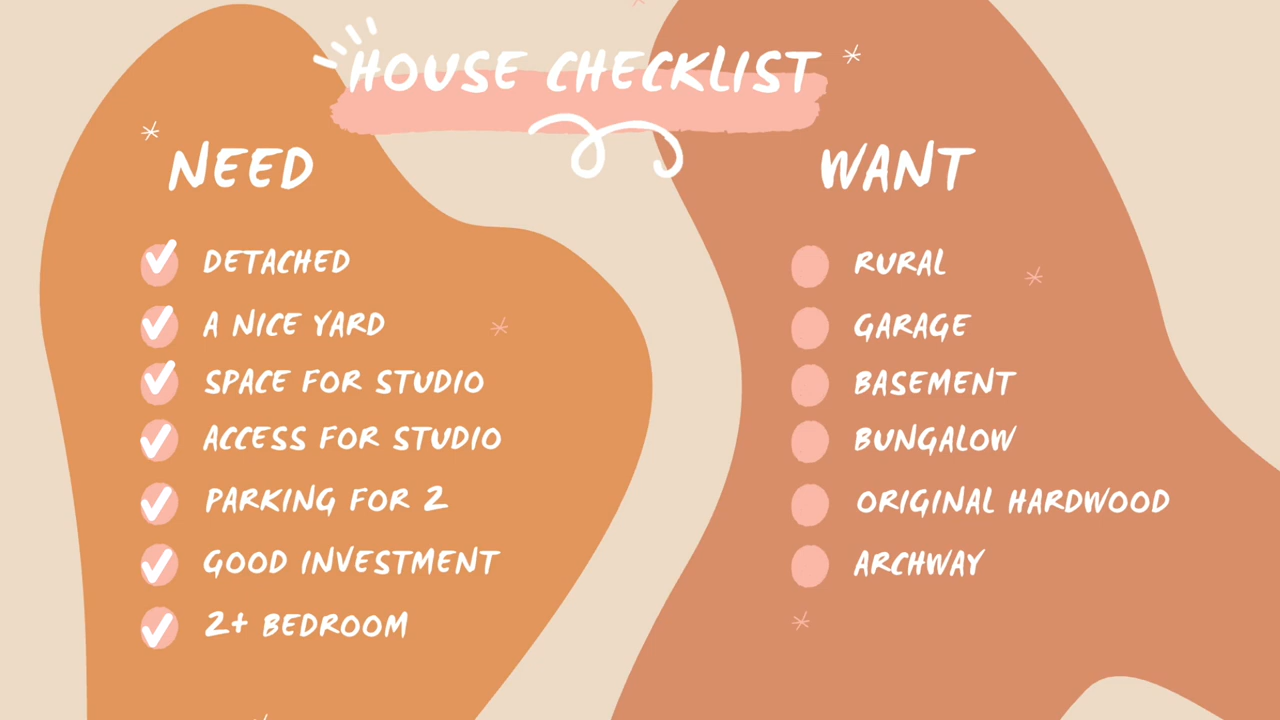 HOUSE CHECKLIST
NEED
DETACHED
A NICE YARD
SPACE FOR STUDIO
ACCESS FOR STUDIO
PARKING FOR 2
GOOD INVESTMENT
2+ BEDROOM
WANT
RURAL
GARAGE
BASEMENT
BUNGALOW
ORIGINAL HARDWOOD
ARCHWAY